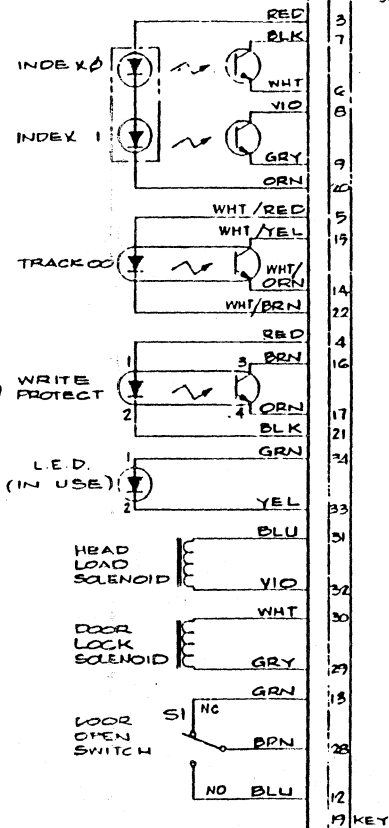 RED 3
BLK 7
INDEX 0
WHT 6
VIO 8
INDEX 1
GRY 9
ORN 20
WHT/RED 5
WHT/YEL 15
TRACK 00
WHT/
ORN 14
WHT/BRN 22
RED 4
1 3 BRN 16
WRITE
PROTECT
2 4 ORN 17
BLK 21
L.E.D. 1 GRN 34
(IN USE)
2 YEL 33
BLU 31
HEAD
LOAD
SOLENOID
VIO 32
WHT 30
DOOR
LOCK
SOLENOID
GRY 29
GRN 13
S1 NC
DOOR
OPEN
SWITCH
BRN 28
NO BLU 12
19 KEY